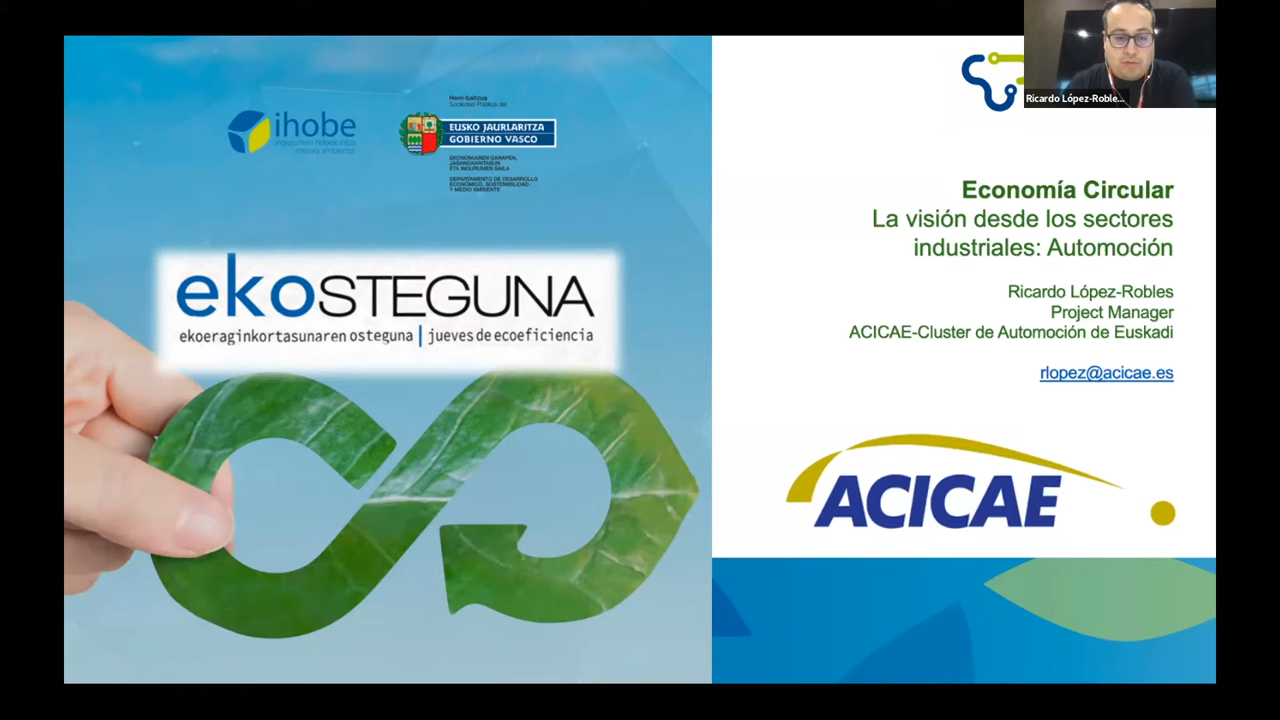 ihobe
ingurumen hobekuntza
mejora ambiental
Herri-baltzua
Sociedad Pública del
EUSKO JAURLARITZA
GOBIERNO VASCO
EKONOMIAREN GARAPEN,
JASANGARRITASUN
ETA INGURUMEN SAILA
DEPARTAMENTO DE DESARROLLO
ECONÓMICO, SOSTENIBILIDAD
Y MEDIO AMBIENTE
ekoSTEGUNA
ekoeraginkortasunaren osteguna | jueves de ecoeficiencia
Ricardo López-Roble...
Economía Circular
La visión desde los sectores
industriales: Automoción
Ricardo López-Robles
Project Manager
ACICAE-Cluster de Automoción de Euskadi
rlopez@acicae.es
ACICAE